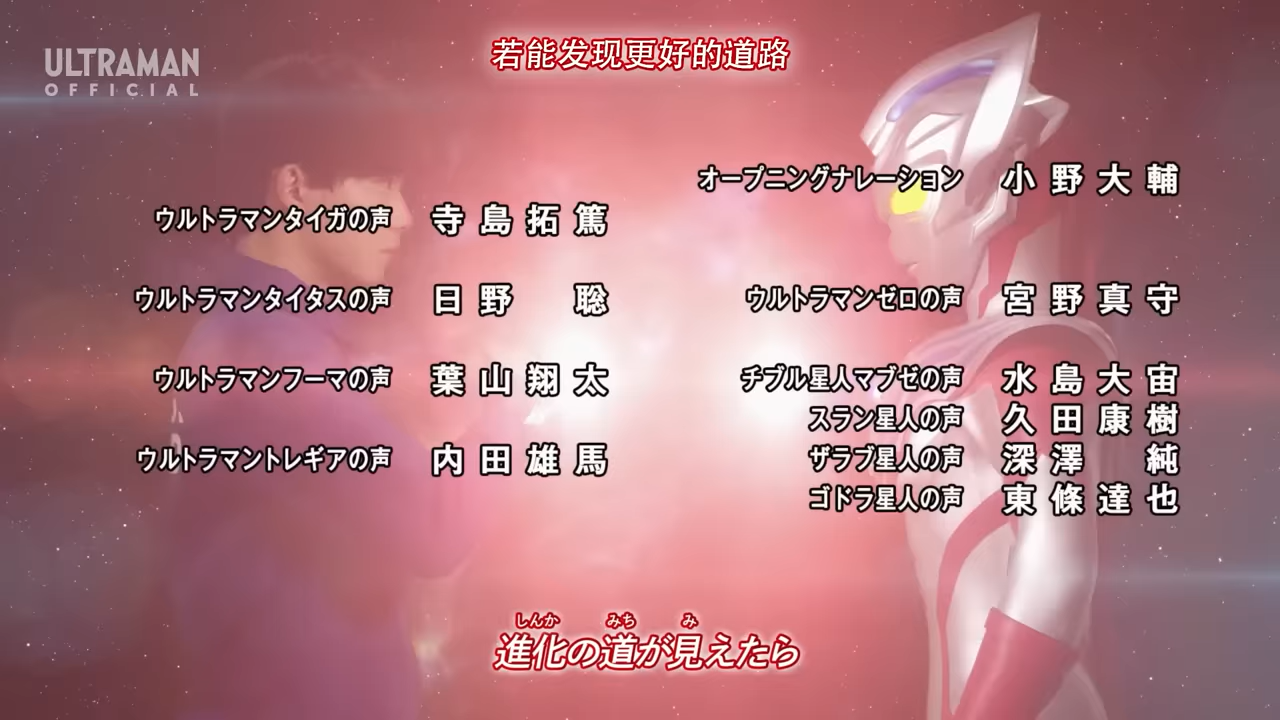 ULTRAMAN
OFFICIAL
若能发现更好的道路
オープニングナレーション 小野大輔
ウルトラマンタイガの声 寺島拓篤
ウルトラマンタイタスの声 日野 聡
ウルトラマンフーマの声 葉山翔太
ウルトラマントレギアの声 内田雄馬
ウルトラマンゼロの声 宮野真守
チブル星人マブゼの声 水島大宙
スラン星人の声 久田康樹
ザラブ星人の声 深澤 純
ゴドラ星人の声 東條達也
しんか みち み
進化の道が見えたら